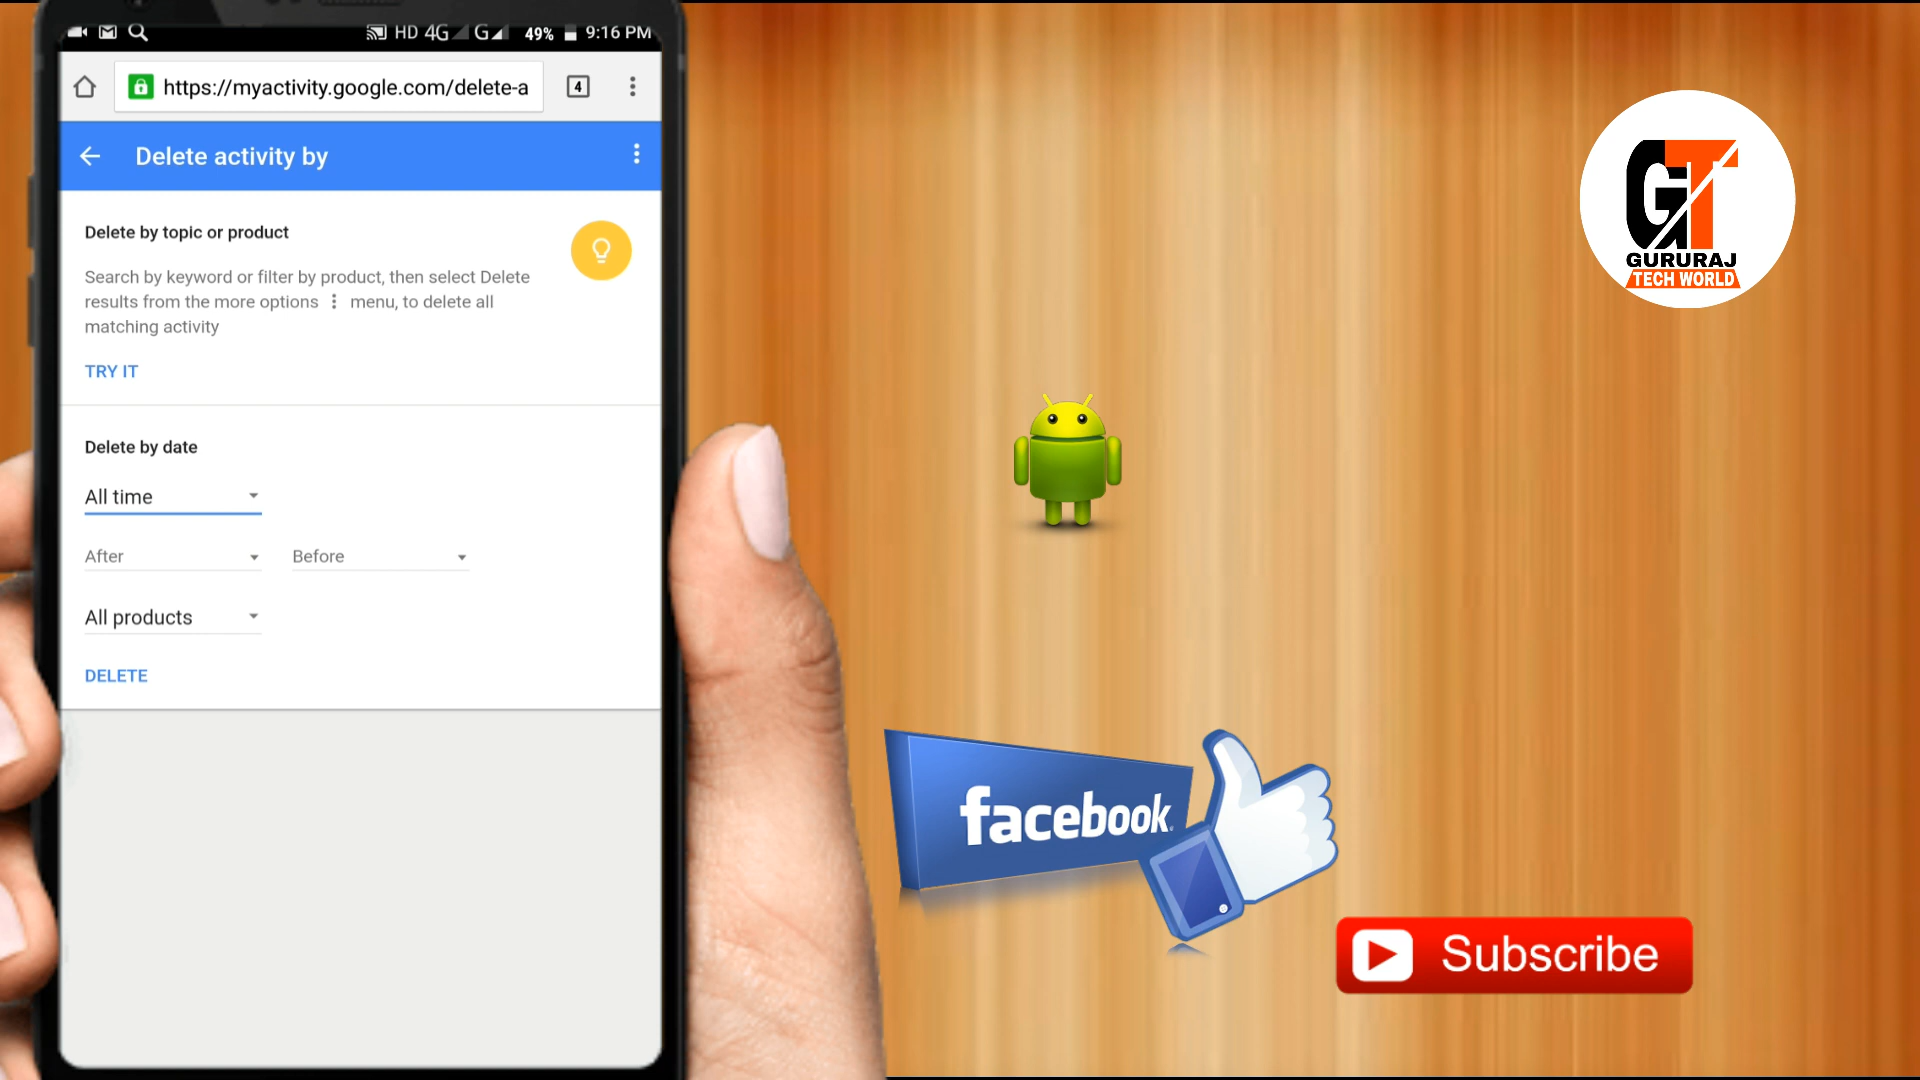 HD 4G G 49% 9:16 PM
https://myactivity.google.com/delete-a
4
Delete activity by
Delete by topic or product
Search by keyword or filter by product, then select Delete
results from the more options ⋮ menu, to delete all
matching activity
TRY IT
Delete by date
All time
After Before
All products
DELETE
GT
GURURAJ
TECH WORLD
facebook
Subscribe